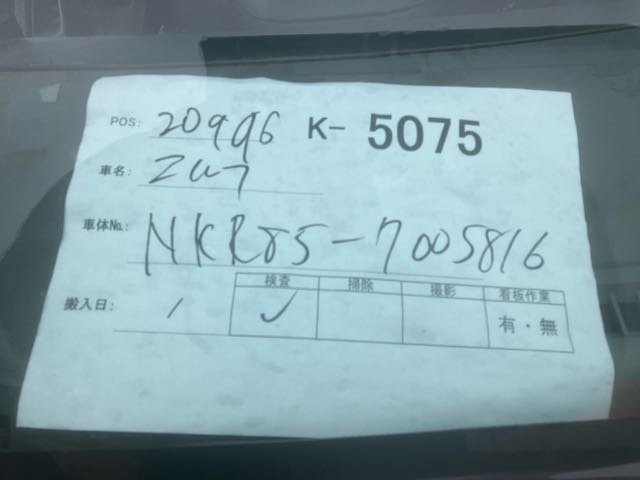 POS: 20996 K- 5075
車名: エルフ
車体No: NKR85-7005816
検査 掃除 撮影 看板作業
搬入日: / ✓ 有・無